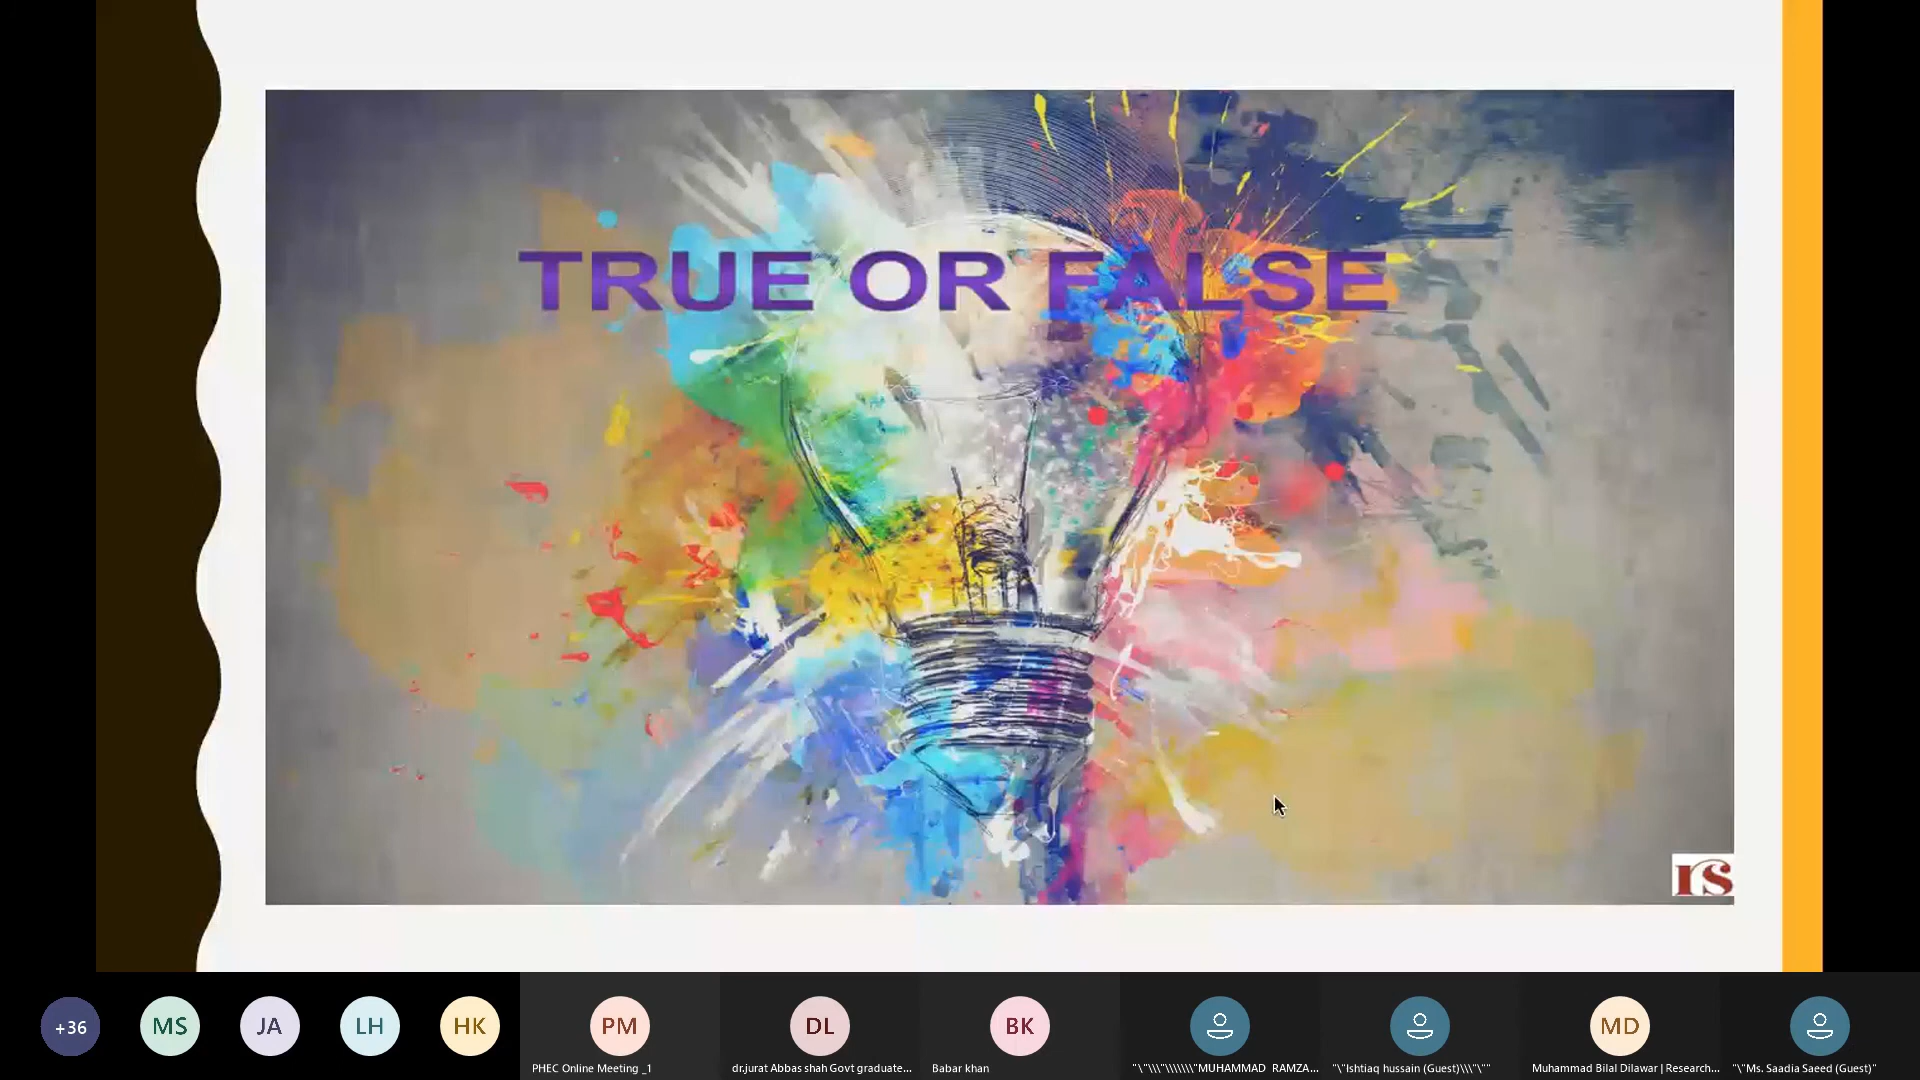 TRUE OR FALSE
rs
+36
MS
JA
LH
HK
PM
DL
BK
MD
PHEC Online Meeting _1
dr.jurat Abbas shah Govt graduate...
Babar khan
"\"\\\"\\\\\\\"MUHAMMAD RAMZA...
"\"Ishtiaq hussain (Guest)\\\"\""
Muhammad Bilal Dilawar | Research...
"\"Ms. Saadia Saeed (Guest)"